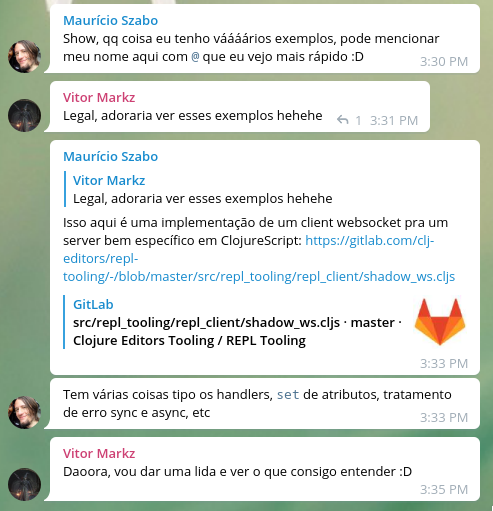 Maurício Szabo
Show, qq coisa eu tenho váááários exemplos, pode mencionar
meu nome aqui com @ que eu vejo mais rápido :D
3:30 PM
Vitor Markz
Legal, adoraria ver esses exemplos hehehe
1 3:31 PM
Maurício Szabo
Vitor Markz
Legal, adoraria ver esses exemplos hehehe
Isso aqui é uma implementação de um client websocket pra um
server bem específico em ClojureScript: https://gitlab.com/clj-
editors/repl-
tooling/-/blob/master/src/repl_tooling/repl_client/shadow_ws.cljs
GitLab
src/repl_tooling/repl_client/shadow_ws.cljs · master ·
Clojure Editors Tooling / REPL Tooling
3:33 PM
Tem várias coisas tipo os handlers, set de atributos, tratamento
de erro sync e async, etc
3:33 PM
Vitor Markz
Daoora, vou dar uma lida e ver o que consigo entender :D
3:35 PM